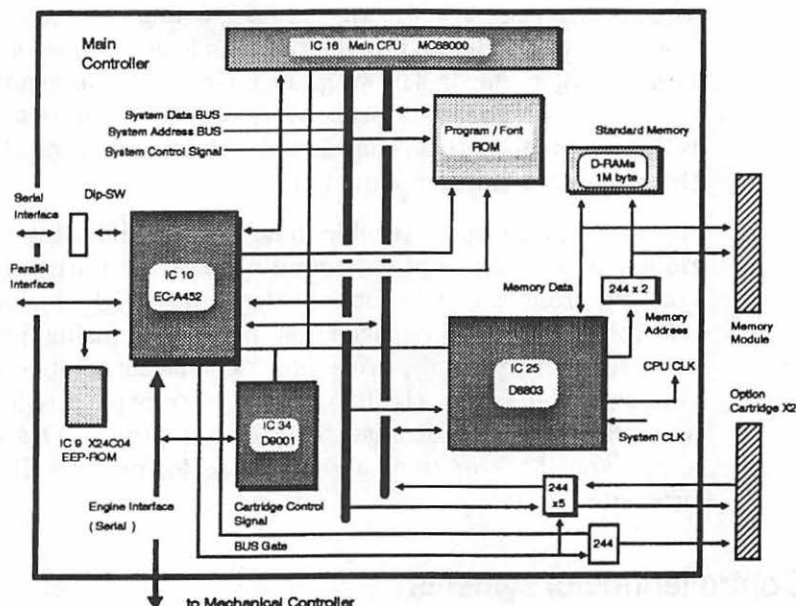 Main
Controller
IC 16 Main CPU MC68000
System Data BUS
System Address BUS
System Control Signal
Program / Font
ROM
Standard Memory
D-RAMs
1M byte
Serial
Interface
Dip-SW
Parallel
Interface
IC 10
EC-A452
Memory Data
244 x 2
Memory
Address
Memory
Module
IC 25
D8803
CPU CLK
Option
Cartridge X2
System CLK
IC 34
D9001
IC 9 X24C04
EEP-ROM
Engine Interface
( Serial )
Cartridge Control
Signal
244
x5
BUS Gate
244
to Mechanical Controller